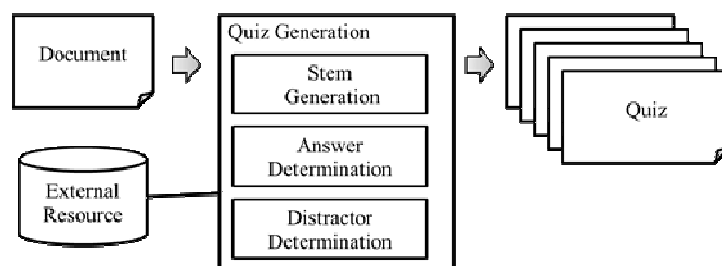 Document
External
Resource
Quiz Generation
Stem
Generation
Answer
Determination
Distractor
Determination
Quiz